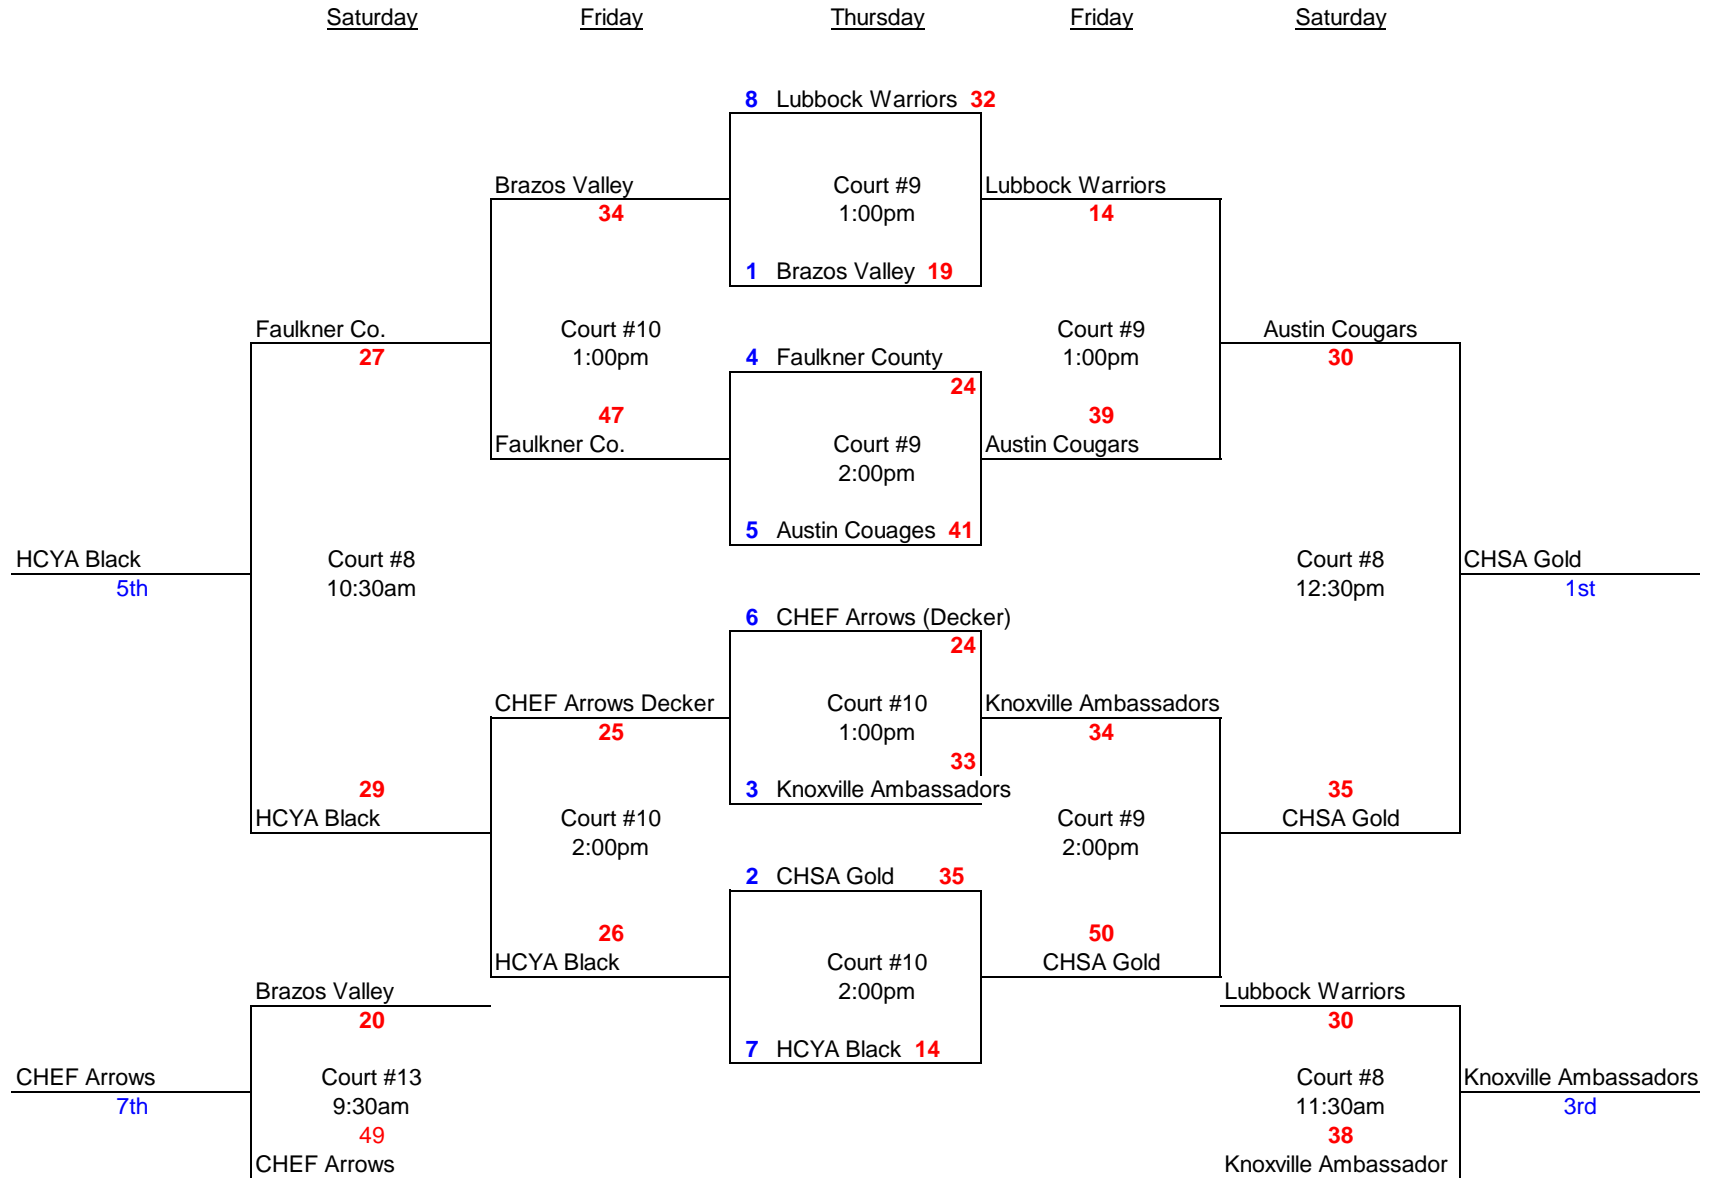 Saturday Friday Thursday Friday Saturday
8 Lubbock Warriors 32
Brazos Valley Court #9 Lubbock Warriors
34 1:00pm 14
1 Brazos Valley 19
Faulkner Co. Court #10 Court #9 Austin Cougars
27 1:00pm 4 Faulkner County 1:00pm 30
24
47 39
Faulkner Co. Court #9 Austin Cougars
2:00pm
5 Austin Couages 41
HCYA Black Court #8 Court #8 CHSA Gold
5th 10:30am 12:30pm 1st
6 CHEF Arrows (Decker)
24
CHEF Arrows Decker Court #10 Knoxville Ambassadors
25 1:00pm 34
33
29 3 Knoxville Ambassadors 35
HCYA Black Court #10 Court #9 CHSA Gold
2:00pm 2:00pm
2 CHSA Gold 35
26 50
HCYA Black Court #10 CHSA Gold
Brazos Valley 2:00pm Lubbock Warriors
20 30
7 HCYA Black 14
CHEF Arrows Court #13 Court #8 Knoxville Ambassadors
7th 9:30am 11:30am 3rd
49 38
CHEF Arrows Knoxville Ambassador